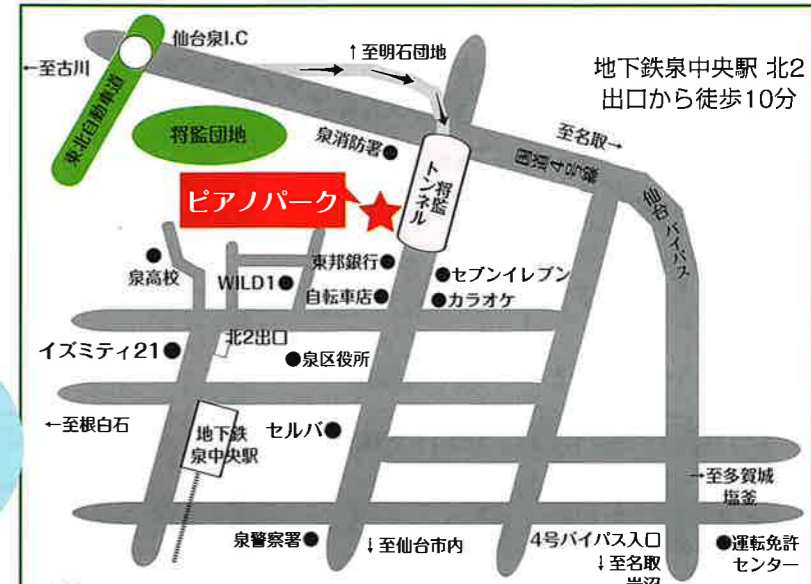 仙台泉I.C
↑至明石団地
←至古川
地下鉄泉中央駅 北2
出口から徒歩10分
東北自動車道
将監団地
泉消防署
至名取→
国道4号線
将監
トンネル
仙台バイパス
ピアノパーク
泉高校
WILD1
東邦銀行
セブンイレブン
自転車店
カラオケ
イズミティ21
北2出口
泉区役所
←至根白石
地下鉄
泉中央駅
セルバ
→至多賀城
塩釜
泉警察署
↓至仙台市内
4号バイパス入口
↓至名取
岩沼
運転免許
センター